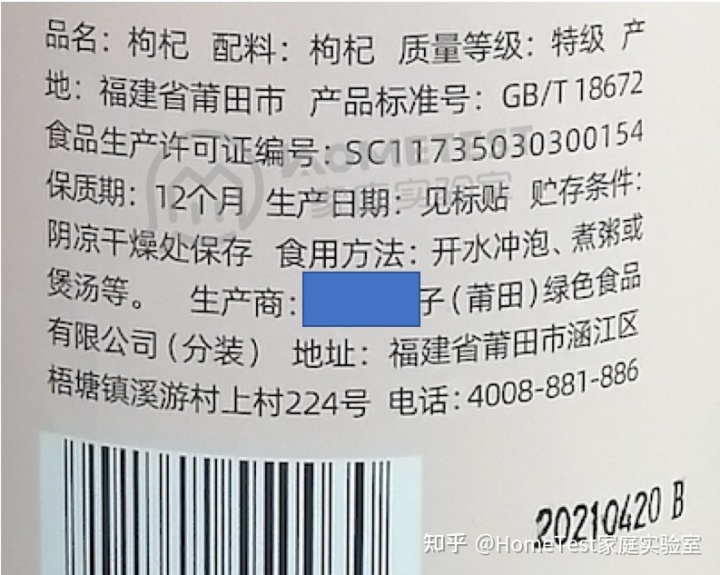 品名：枸杞 配料：枸杞 质量等级：特级 产
地：福建省莆田市 产品标准号：GB/T18672
食品生产许可证编号：SC11735030300154
保质期：12个月 生产日期：见标贴 贮存条件：
阴凉干燥处保存 食用方法：开水冲泡、煮粥或
煲汤等。 生产商：子（莆田）绿色食品
有限公司（分装） 地址：福建省莆田市涵江区
梧塘镇溪游村上村224号 电话：4008-881-886
HOMETEST
家庭实验室
20210420 B
知乎 @HomeTest家庭实验室